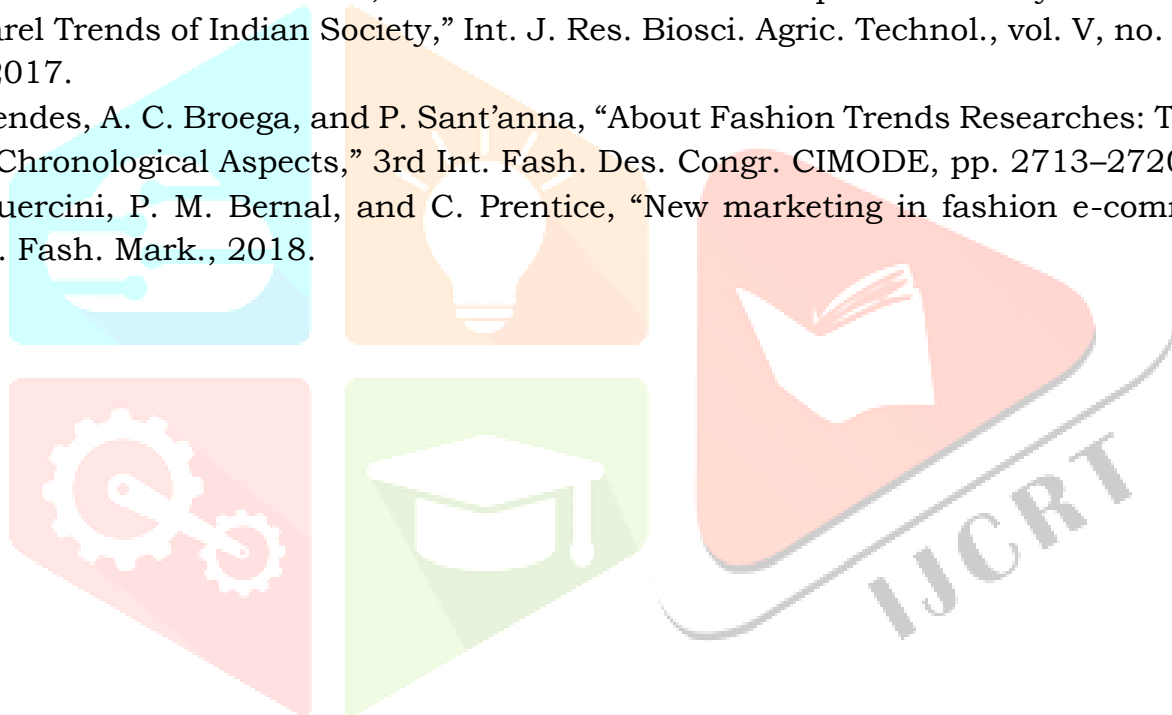 arel Trends of Indian Society,” Int. J. Res. Biosci. Agric. Technol., vol. V, no.
2017.
endes, A. C. Broega, and P. Sant’anna, “About Fashion Trends Researches: T
Chronological Aspects,” 3rd Int. Fash. Des. Congr. CIMODE, pp. 2713–2720
uercini, P. M. Bernal, and C. Prentice, “New marketing in fashion e-comm
. Fash. Mark., 2018.
IJCRT